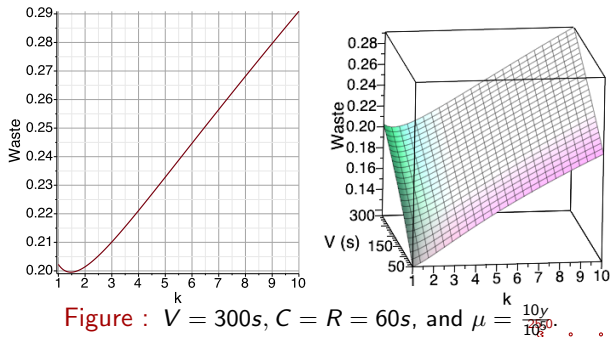 0.29
0.28
0.27
0.26
0.25
0.24
0.23
0.22
0.21
0.20
Waste
1 2 3 4 5 6 7 8 9 10
k
0.28
0.26
0.24
0.22
0.20
0.18
0.16
0.14
Waste
300
150
50
V (s)
1 2 3 4 5 6 7 8 9 10
k
Figure : V = 300s, C = R = 60s, and μ = 10y/10⁵.